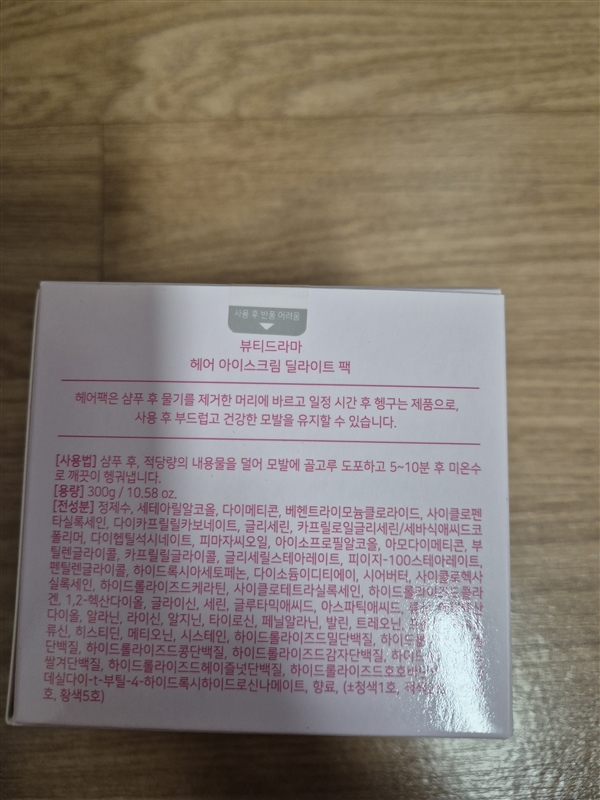 사용 후 반품 어려움
뷰티드라마
헤어 아이스크림 딜라이트 팩
헤어팩은 샴푸 후 물기를 제거한 머리에 바르고 일정 시간 후 헹구는 제품으로,
사용 후 부드럽고 건강한 모발을 유지할 수 있습니다.
[사용법] 샴푸 후, 적당량의 내용물을 덜어 모발에 골고루 도포하고 5~10분 후 미온수
로 깨끗이 헹궈냅니다.
[용량] 300g / 10.58 oz.
[전성분] 정제수, 세테아릴알코올, 다이메티콘, 베헨트라이모늄클로라이드, 사이클로펜
타실록세인, 다이카프릴릴카보네이트, 글리세린, 카프릴로일글리세린/세바식애씨드코
폴리머, 다이헵틸석시네이트, 피마자씨오일, 아이소프로필알코올, 아모다이메티콘, 부
틸렌글라이콜, 카프릴릴글라이콜, 글리세릴스테아레이트, 피이지-100스테아레이트,
펜틸렌글라이콜, 하이드록시아세토페논, 다이소듐이디티에이, 시어버터, 사이클로헥사
실록세인, 하이드롤라이즈드케라틴, 사이클로테트라실록세인, 하이드롤라이즈드콜라
겐, 1,2-헥산다이올, 글라이신, 세린, 글루타믹애씨드, 아스파틱애씨드,
다이올, 알라닌, 라이신, 알지닌, 타이로신, 페닐알라닌, 발린, 트레오닌,
류신, 히스티딘, 메티오닌, 시스테인, 하이드롤라이즈드밀단백질,
단백질, 하이드롤라이즈드콩단백질, 하이드롤라이즈드감자단백질,
쌀겨단백질, 하이드롤라이즈드헤이즐넛단백질,
데실다이-t-부틸-4-하이드록시하이드로신나메이트, 향료, (±청색1호,
호, 황색5호)